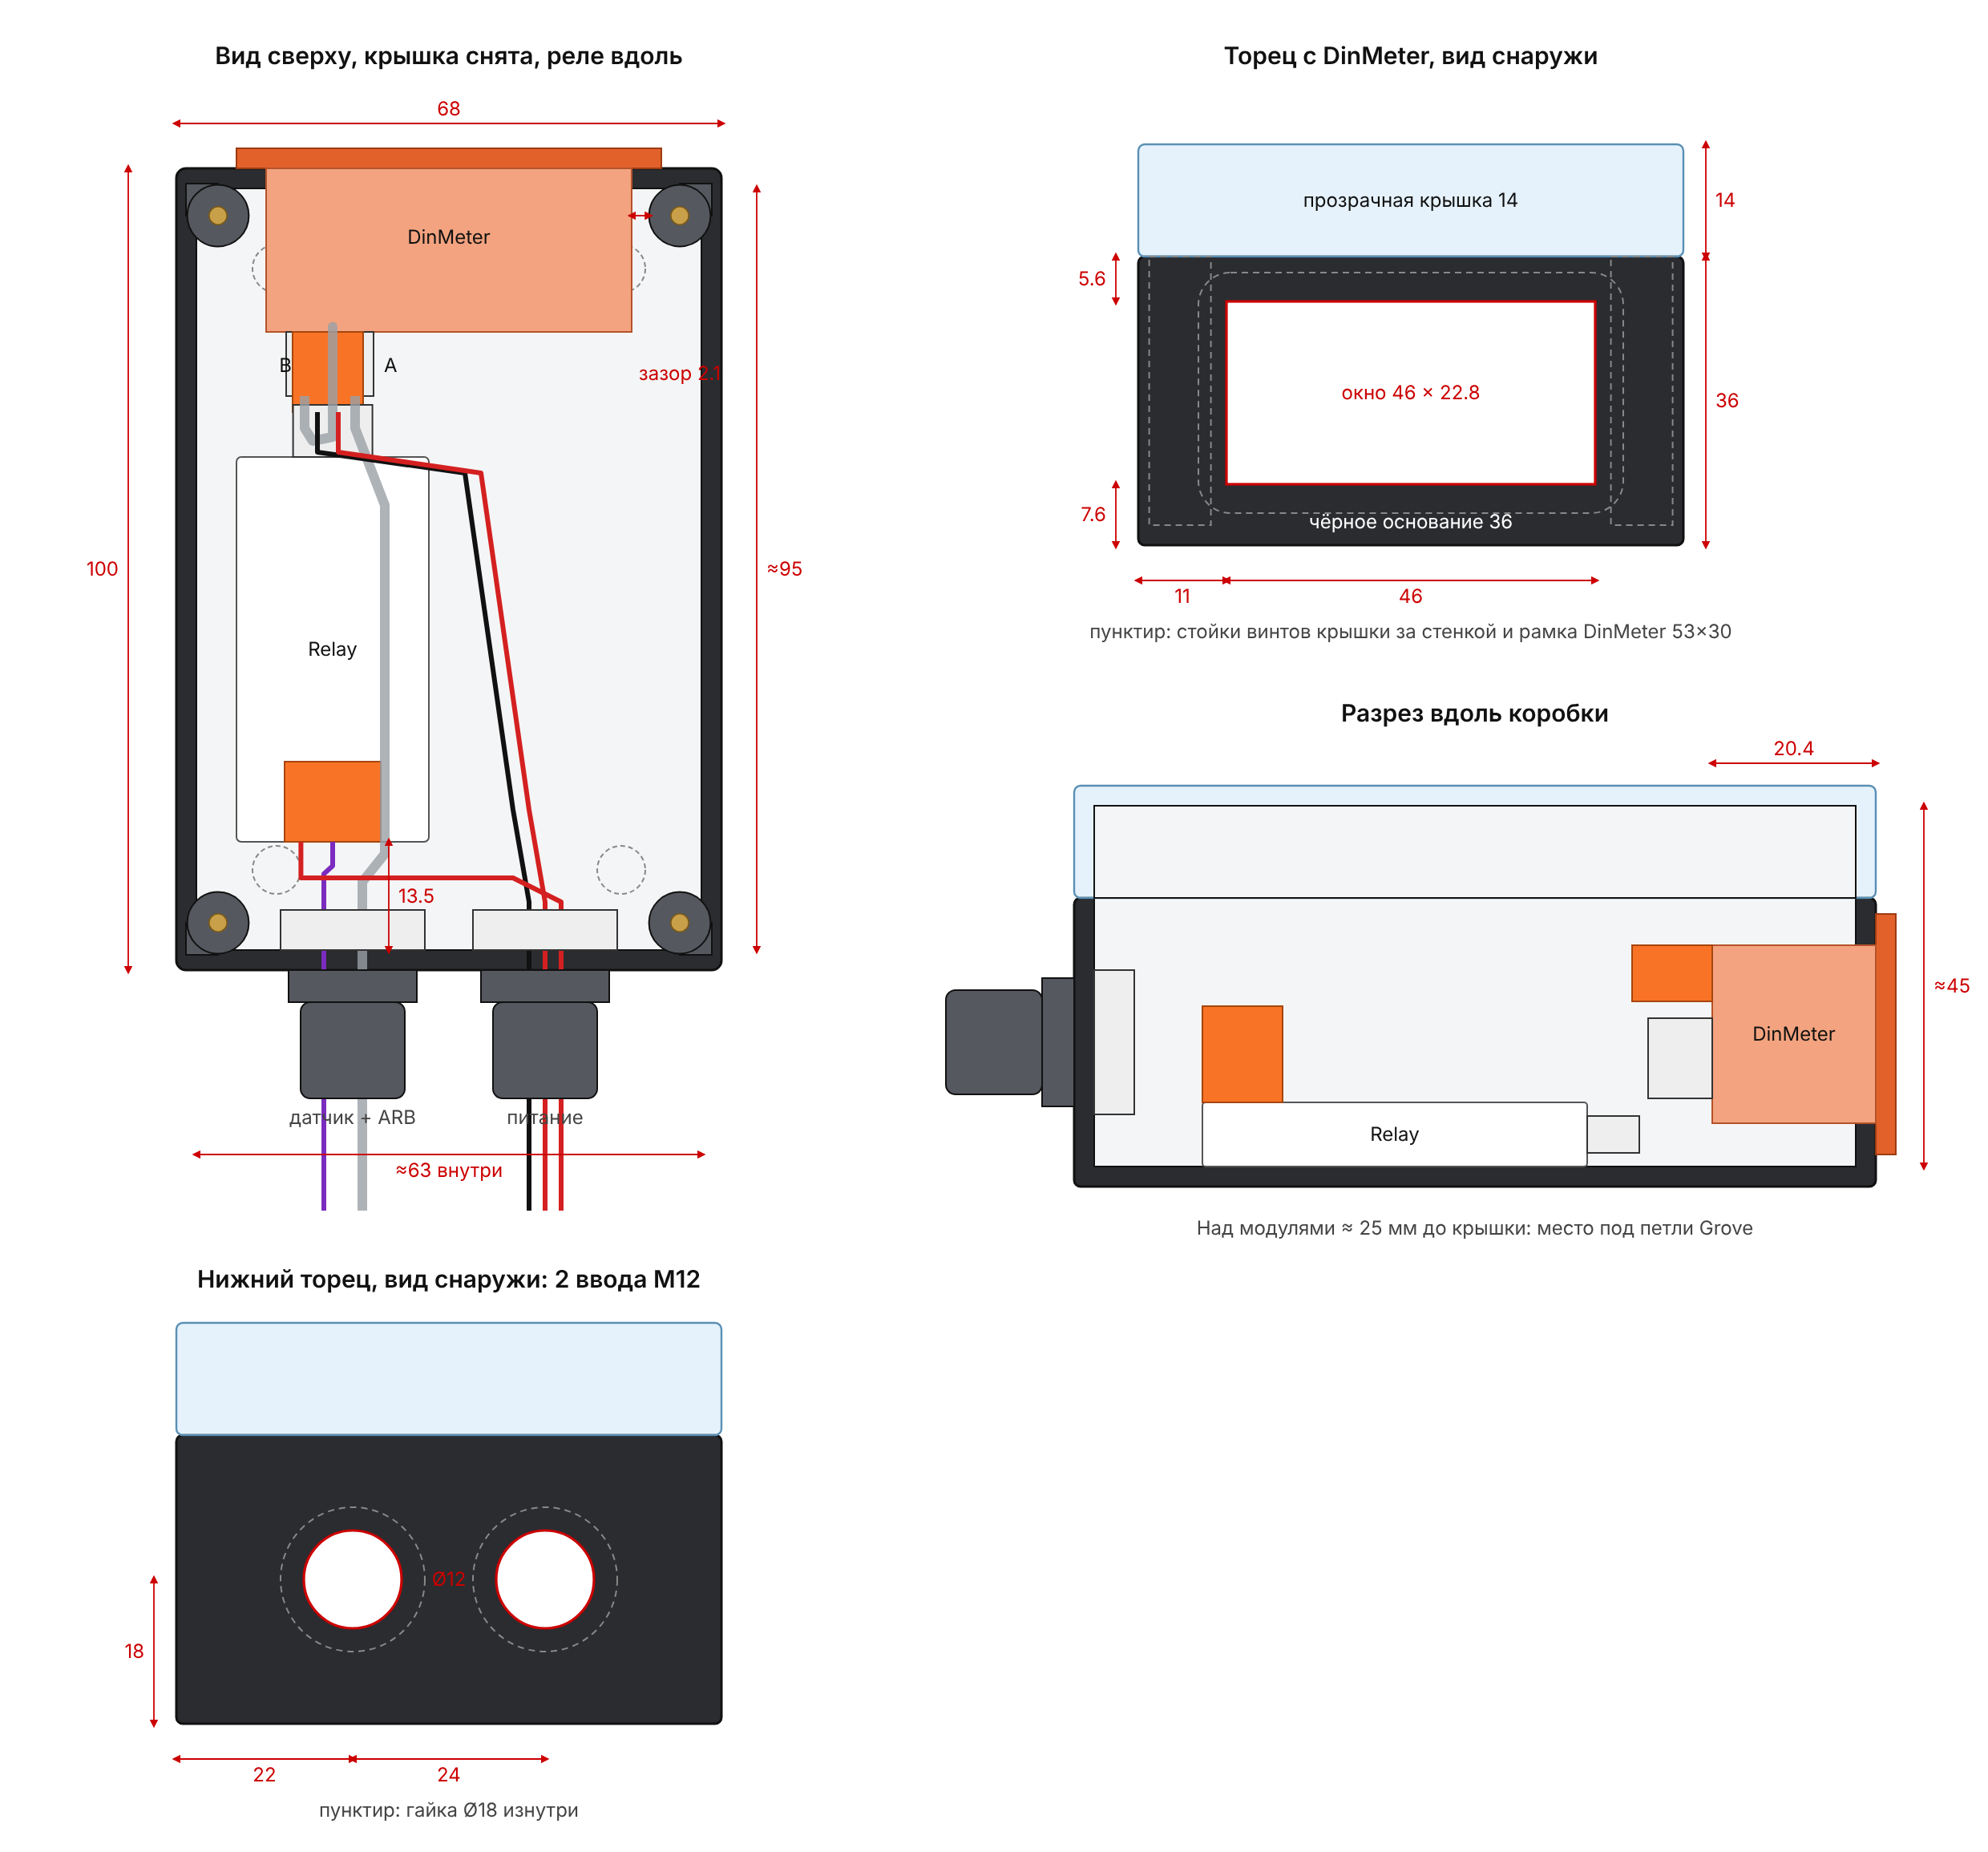 Вид сверху, крышка снята, реле вдоль
68
DinMeter
B
A
зазор 2.1
100
≈95
Relay
13.5
датчик + ARB
питание
≈63 внутри
Торец с DinMeter, вид снаружи
прозрачная крышка 14
14
5.6
окно 46 × 22.8
36
7.6
чёрное основание 36
11
46
пунктир: стойки винтов крышки за стенкой и рамка DinMeter 53×30
Разрез вдоль коробки
20.4
≈45
DinMeter
Relay
Над модулями ≈ 25 мм до крышки: место под петли Grove
Нижний торец, вид снаружи: 2 ввода M12
Ø12
18
22
24
пунктир: гайка Ø18 изнутри